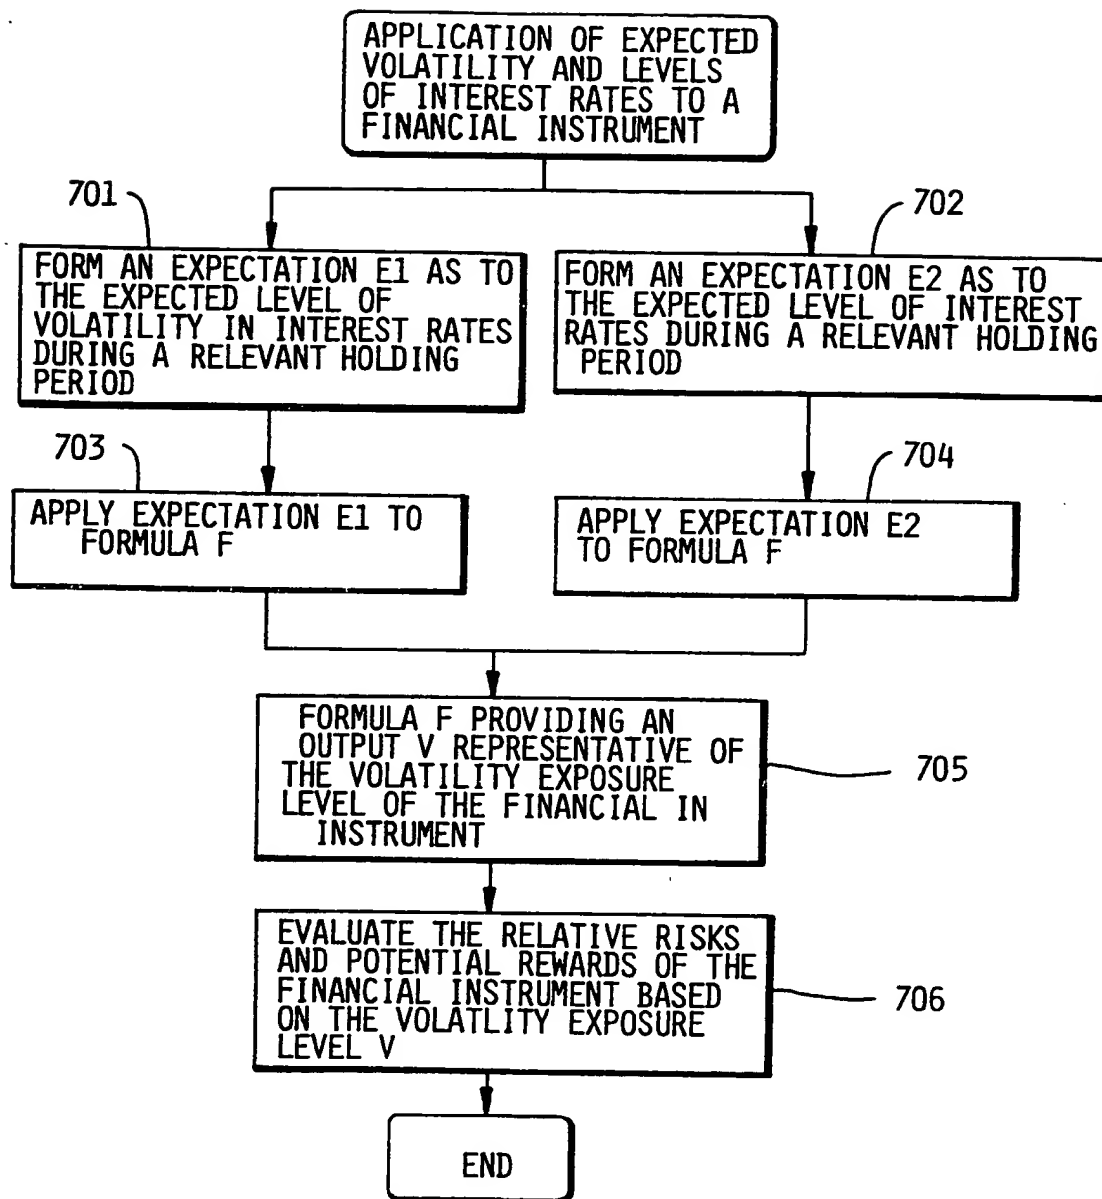 APPLICATION OF EXPECTED
VOLATILITY AND LEVELS
OF INTEREST RATES TO A
FINANCIAL INSTRUMENT
701
702
FORM AN EXPECTATION E1 AS TO
THE EXPECTED LEVEL OF
VOLATILITY IN INTEREST RATES
DURING A RELEVANT HOLDING
PERIOD
FORM AN EXPECTATION E2 AS TO
THE EXPECTED LEVEL OF INTEREST
RATES DURING A RELEVANT HOLDING
PERIOD
703
704
APPLY EXPECTATION E1 TO
FORMULA F
APPLY EXPECTATION E2
TO FORMULA F
FORMULA F PROVIDING AN
OUTPUT V REPRESENTATIVE OF
THE VOLATILITY EXPOSURE
LEVEL OF THE FINANCIAL IN
INSTRUMENT
705
EVALUATE THE RELATIVE RISKS
AND POTENTIAL REWARDS OF THE
FINANCIAL INSTRUMENT BASED
ON THE VOLATLITY EXPOSURE
LEVEL V
706
END